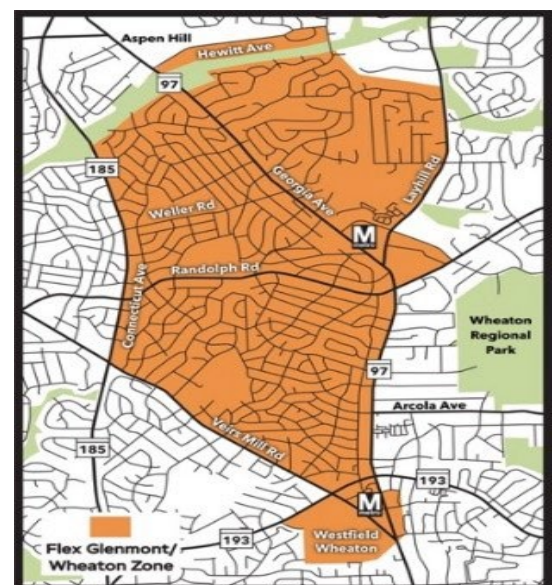 Aspen Hill
Hewitt Ave
97
185
Layhill Rd
Georgia Ave
Weller Rd
M
Randolph Rd
Connecticut Ave
Wheaton
Regional
Park
97
Arcola Ave
Veirs Mill Rd
185
193
M
193
Westfield
Wheaton
Flex Glenmont/
Wheaton Zone